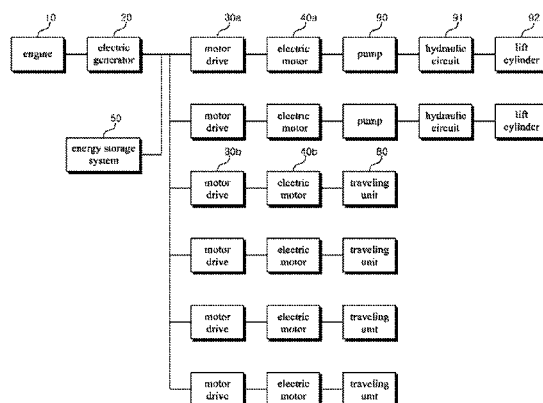 10 20 30a 40a 90 91 92
engine electric generator motor drive electric motor pump hydraulic circuit lift cylinder
motor drive electric motor pump hydraulic circuit lift cylinder
50 30b 40b 60
energy storage system motor drive electric motor traveling unit
motor drive electric motor traveling unit
motor drive electric motor traveling unit
motor drive electric motor traveling unit